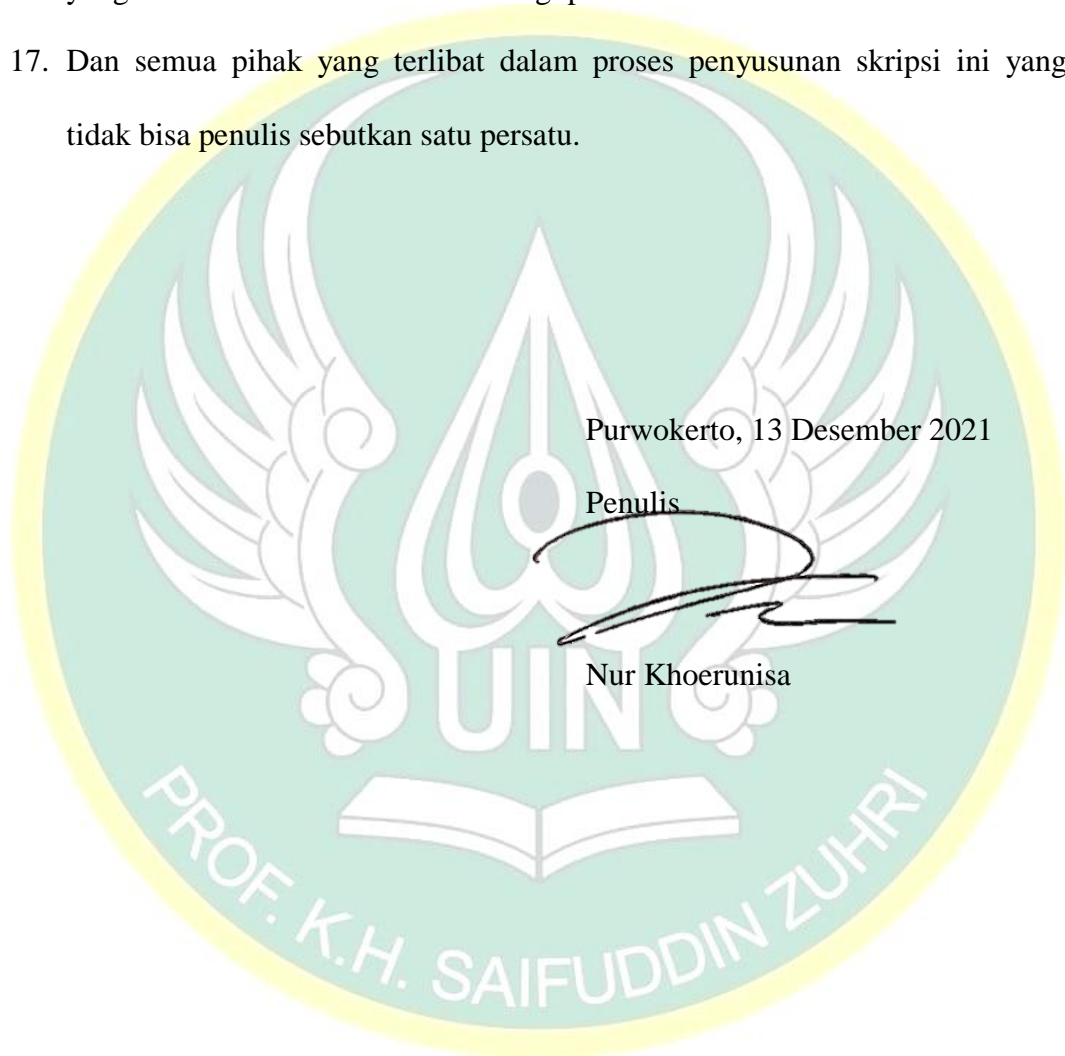 17. Dan semua pihak yang terlibat dalam proses penyusunan skripsi ini yang
tidak bisa penulis sebutkan satu persatu.
Purwokerto, 13 Desember 2021
Penulis
Nur Khoerunisa
UIN
PROF. K.H. SAIFUDDIN ZUHRI